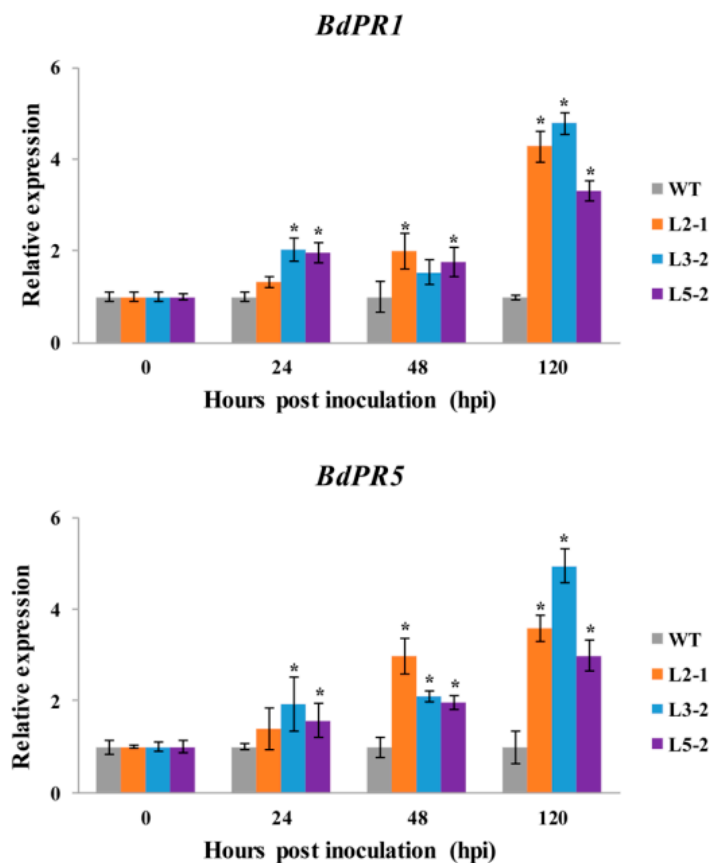 BdPR1
6
4
2
0
Relative expression
* *
* *
* * *
0 24 48 120
Hours post inoculation (hpi)
WT
L2-1
L3-2
L5-2
BdPR5
6
4
2
0
Relative expression
* *
* * *
* * *
0 24 48 120
Hours post inoculation (hpi)
WT
L2-1
L3-2
L5-2